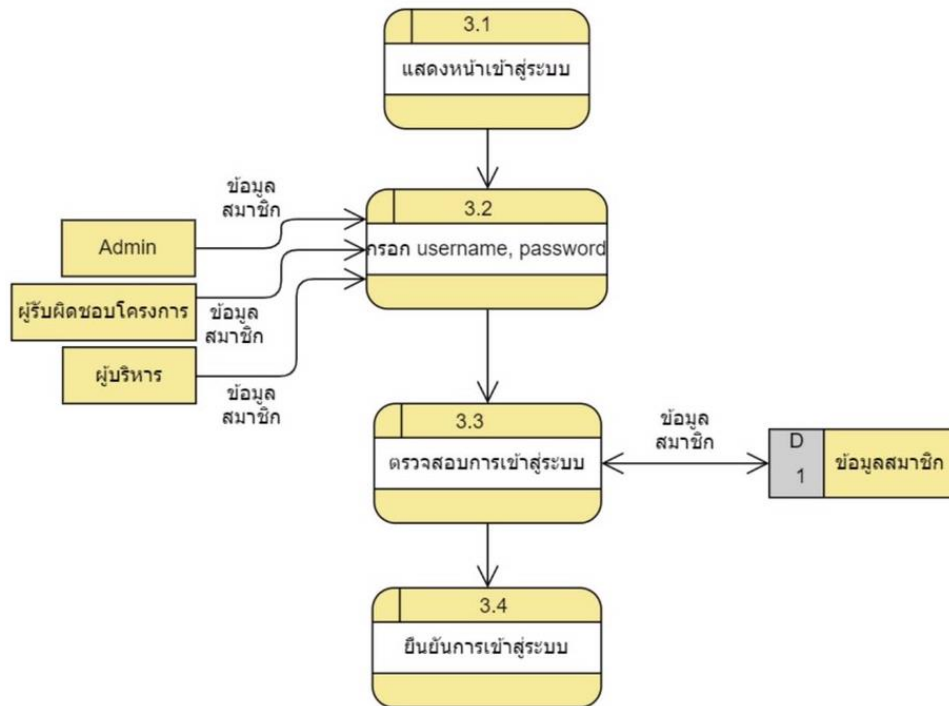 3.1
แสดงหน้าเข้าสู่ระบบ
ข้อมูล
สมาชิก
3.2
Admin
กรอก username, password
ผู้รับผิดชอบโครงการ
ข้อมูล
สมาชิก
ผู้บริหาร
ข้อมูล
สมาชิก
3.3
ตรวจสอบการเข้าสู่ระบบ
ข้อมูล
สมาชิก
D
1
ข้อมูลสมาชิก
3.4
ยืนยันการเข้าสู่ระบบ